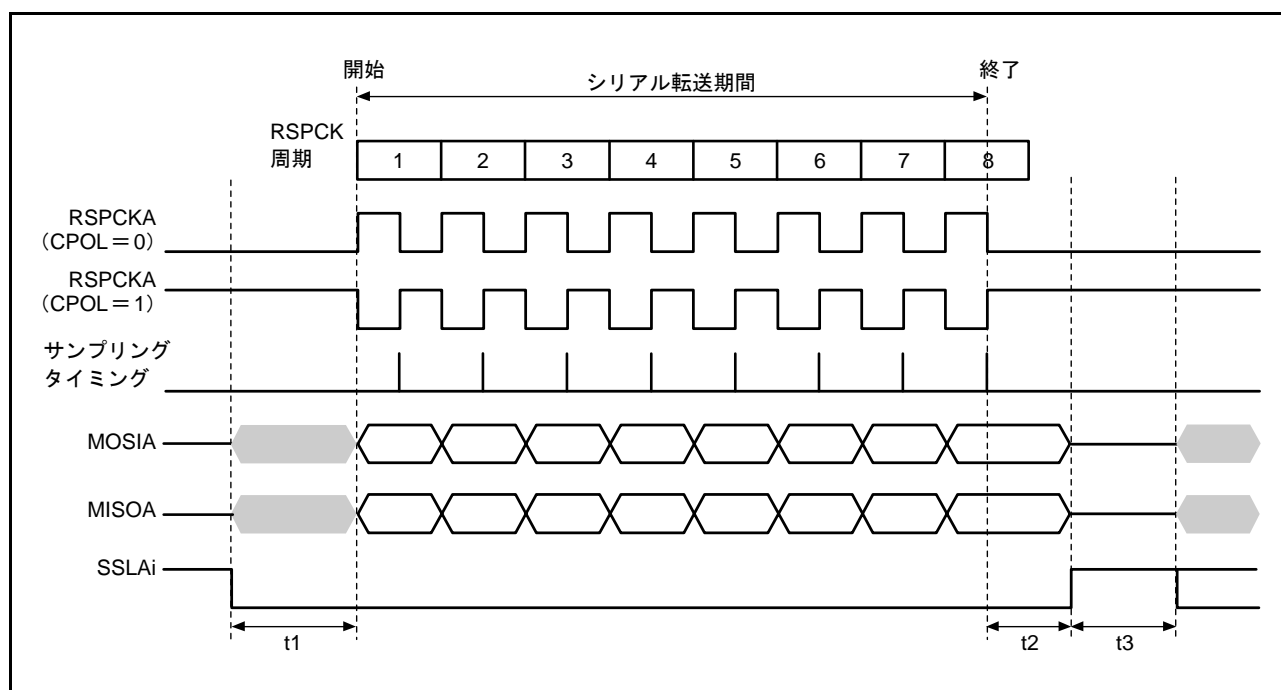 開始
終了
シリアル転送期間
RSPCK
周期
1 2 3 4 5 6 7 8
RSPCKA
(CPOL=0)
RSPCKA
(CPOL=1)
サンプリング
タイミング
MOSIA
MISOA
SSLAi
t1
t2
t3